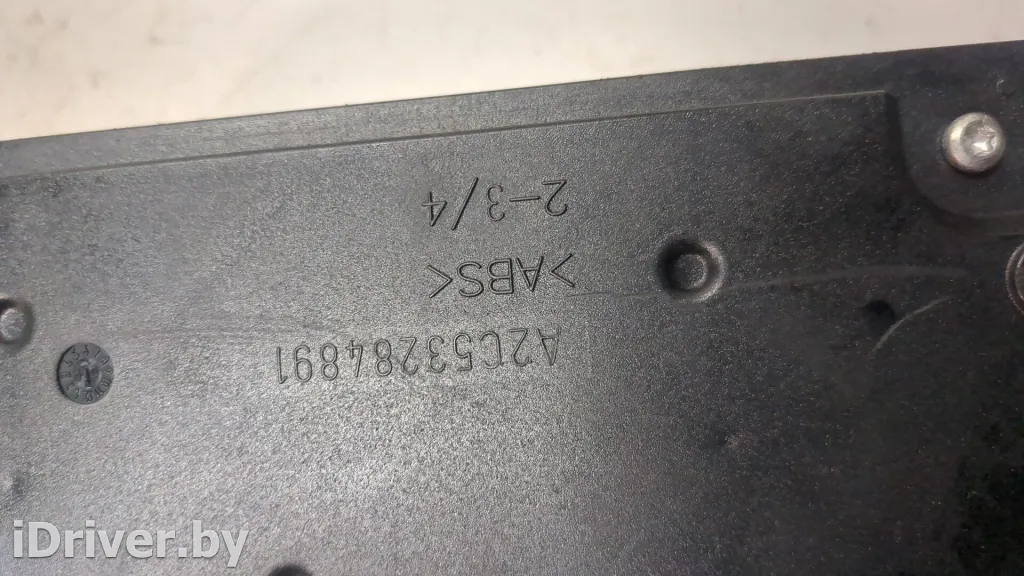 A2C53284891
>ABS<
2-3/4
iDriver.by